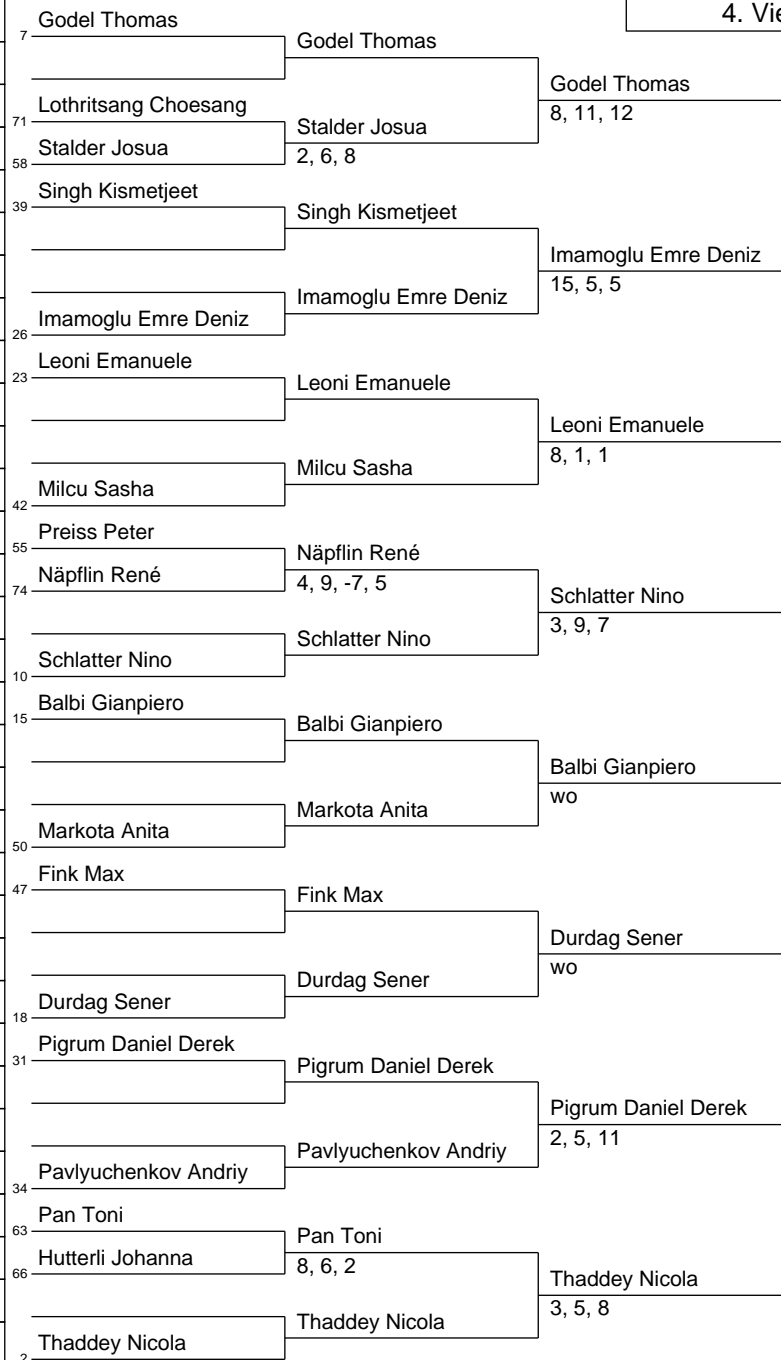 4. Vie
Godel Thomas
7
Godel Thomas
Godel Thomas
8, 11, 12
Lothritsang Choesang
71
Stalder Josua
2, 6, 8
Stalder Josua
58
Singh Kismetjeet
39
Singh Kismetjeet
Imamoglu Emre Deniz
15, 5, 5
Imamoglu Emre Deniz
Imamoglu Emre Deniz
26
Leoni Emanuele
23
Leoni Emanuele
Leoni Emanuele
8, 1, 1
Milcu Sasha
Milcu Sasha
42
Preiss Peter
55
Näpflin René
4, 9, -7, 5
Näpflin René
74
Schlatter Nino
3, 9, 7
Schlatter Nino
Schlatter Nino
10
Balbi Gianpiero
15
Balbi Gianpiero
Balbi Gianpiero
wo
Markota Anita
Markota Anita
50
Fink Max
47
Fink Max
Durdag Sener
wo
Durdag Sener
Durdag Sener
18
Pigrum Daniel Derek
31
Pigrum Daniel Derek
Pigrum Daniel Derek
2, 5, 11
Pavlyuchenkov Andriy
Pavlyuchenkov Andriy
34
Pan Toni
63
Pan Toni
8, 6, 2
Hutterli Johanna
66
Thaddey Nicola
3, 5, 8
Thaddey Nicola
Thaddey Nicola
2